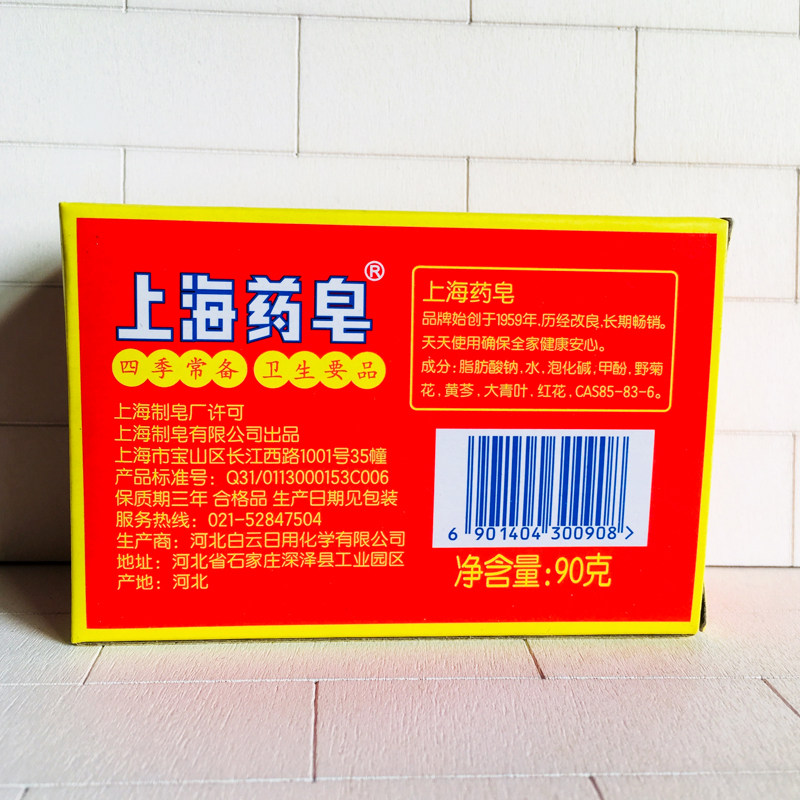 上海药皂®
四季常备 卫生要品
上海制皂厂许可
上海制皂有限公司出品
上海市宝山区长江西路1001号35幢
产品标准号：Q31/0113000153C006
保质期三年 合格品 生产日期见包装
服务热线：021-52847504
生产商：河北白云日用化学有限公司
地址：河北省石家庄深泽县工业园区
产地：河北
上海药皂
品牌始创于1959年,历经改良,长期畅销。
天天使用确保全家健康安心。
成分：脂肪酸钠,水,泡化碱,甲酚,野菊
花,黄芩,大青叶,红花,CAS85-83-6。
6 901404 300908 >
净含量:90克